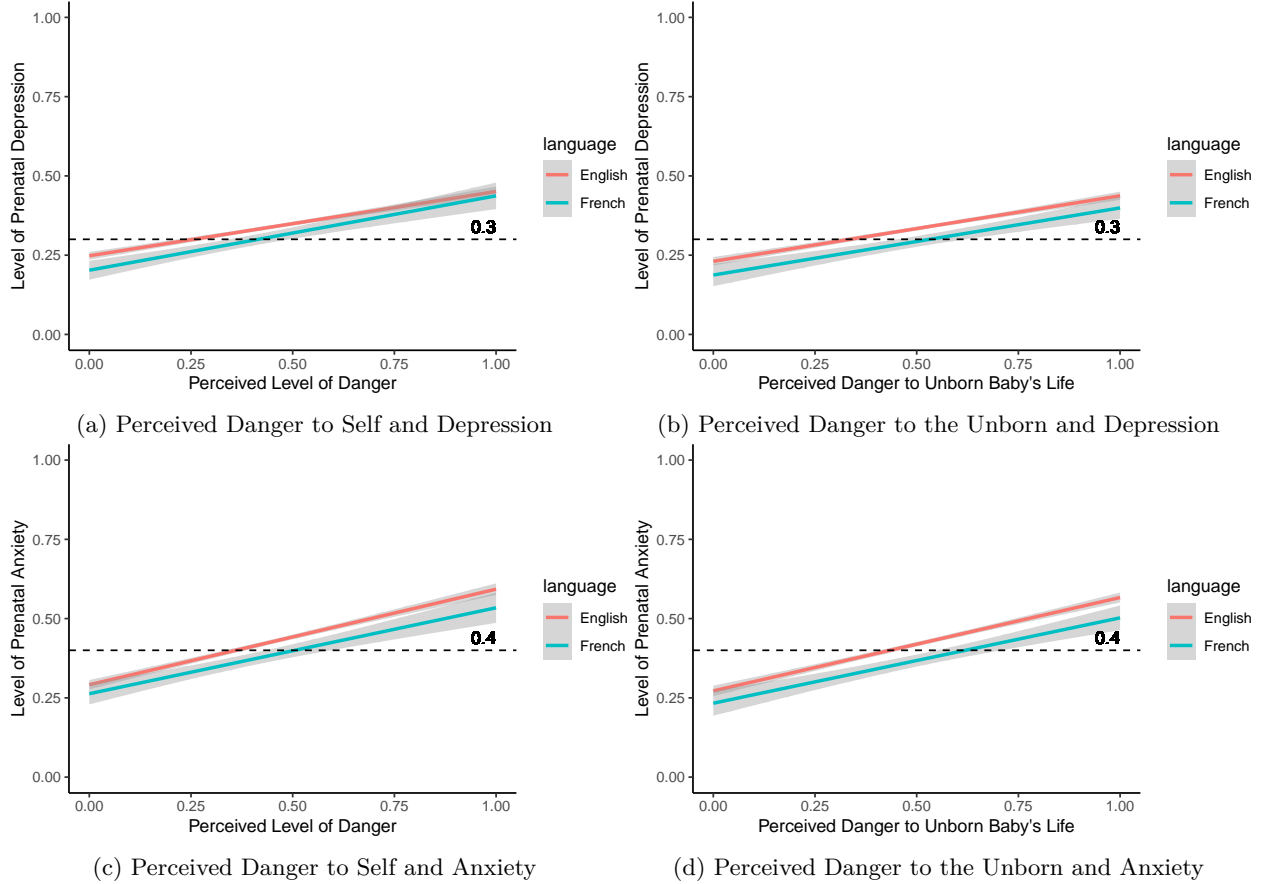 1.00
0.75
0.50
0.25
0.00
Level of Prenatal Depression
0.3
0.00 0.25 0.50 0.75 1.00
Perceived Level of Danger
language
English
French
(a) Perceived Danger to Self and Depression
1.00
0.75
0.50
0.25
0.00
Level of Prenatal Depression
0.3
0.00 0.25 0.50 0.75 1.00
Perceived Danger to Unborn Baby's Life
language
English
French
(b) Perceived Danger to the Unborn and Depression
1.00
0.75
0.50
0.25
0.00
Level of Prenatal Anxiety
0.4
0.00 0.25 0.50 0.75 1.00
Perceived Level of Danger
language
English
French
(c) Perceived Danger to Self and Anxiety
1.00
0.75
0.50
0.25
0.00
Level of Prenatal Anxiety
0.4
0.00 0.25 0.50 0.75 1.00
Perceived Danger to Unborn Baby's Life
language
English
French
(d) Perceived Danger to the Unborn and Anxiety